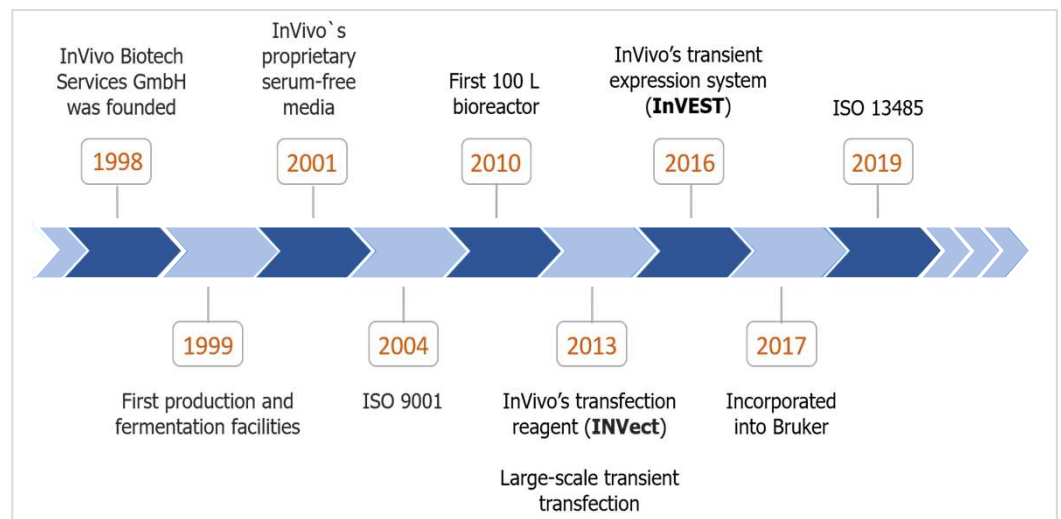 InVivo Biotech
Services GmbH
was founded
1998
InVivo`s
proprietary
serum-free
media
2001
First 100 L
bioreactor
2010
InVivo’s transient
expression system
(InVEST)
2016
ISO 13485
2019
1999
First production and
fermentation facilities
2004
ISO 9001
2013
InVivo’s transfection
reagent (INVect)
Large-scale transient
transfection
2017
Incorporated
into Bruker